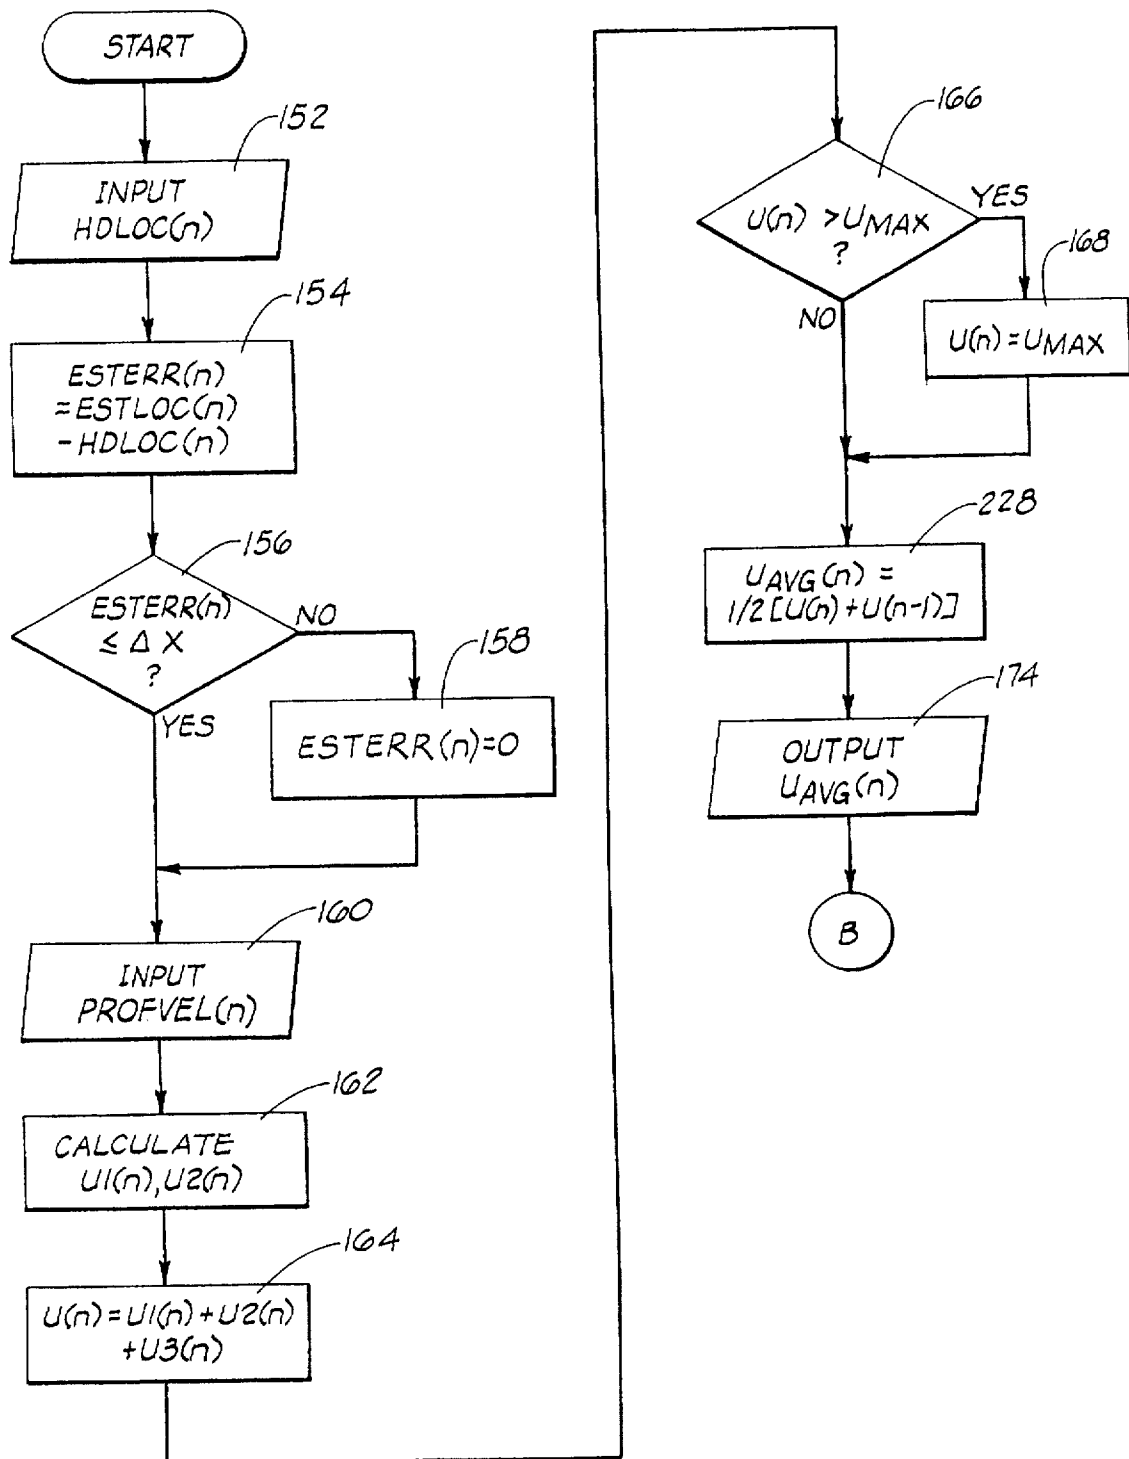 START
152
INPUT
HDLOC(n)
154
ESTERR(n)
=ESTLOC(n)
-HDLOC(n)
156
ESTERR(n)
≤ Δ X
?
NO
YES
158
ESTERR(n)=0
160
INPUT
PROFVEL(n)
162
CALCULATE
U1(n),U2(n)
164
U(n)=U1(n)+U2(n)
+U3(n)
166
U(n) >UMAX
?
YES
NO
168
U(n)=UMAX
228
UAVG(n) =
1/2[U(n)+U(n-1)]
174
OUTPUT
UAVG(n)
B